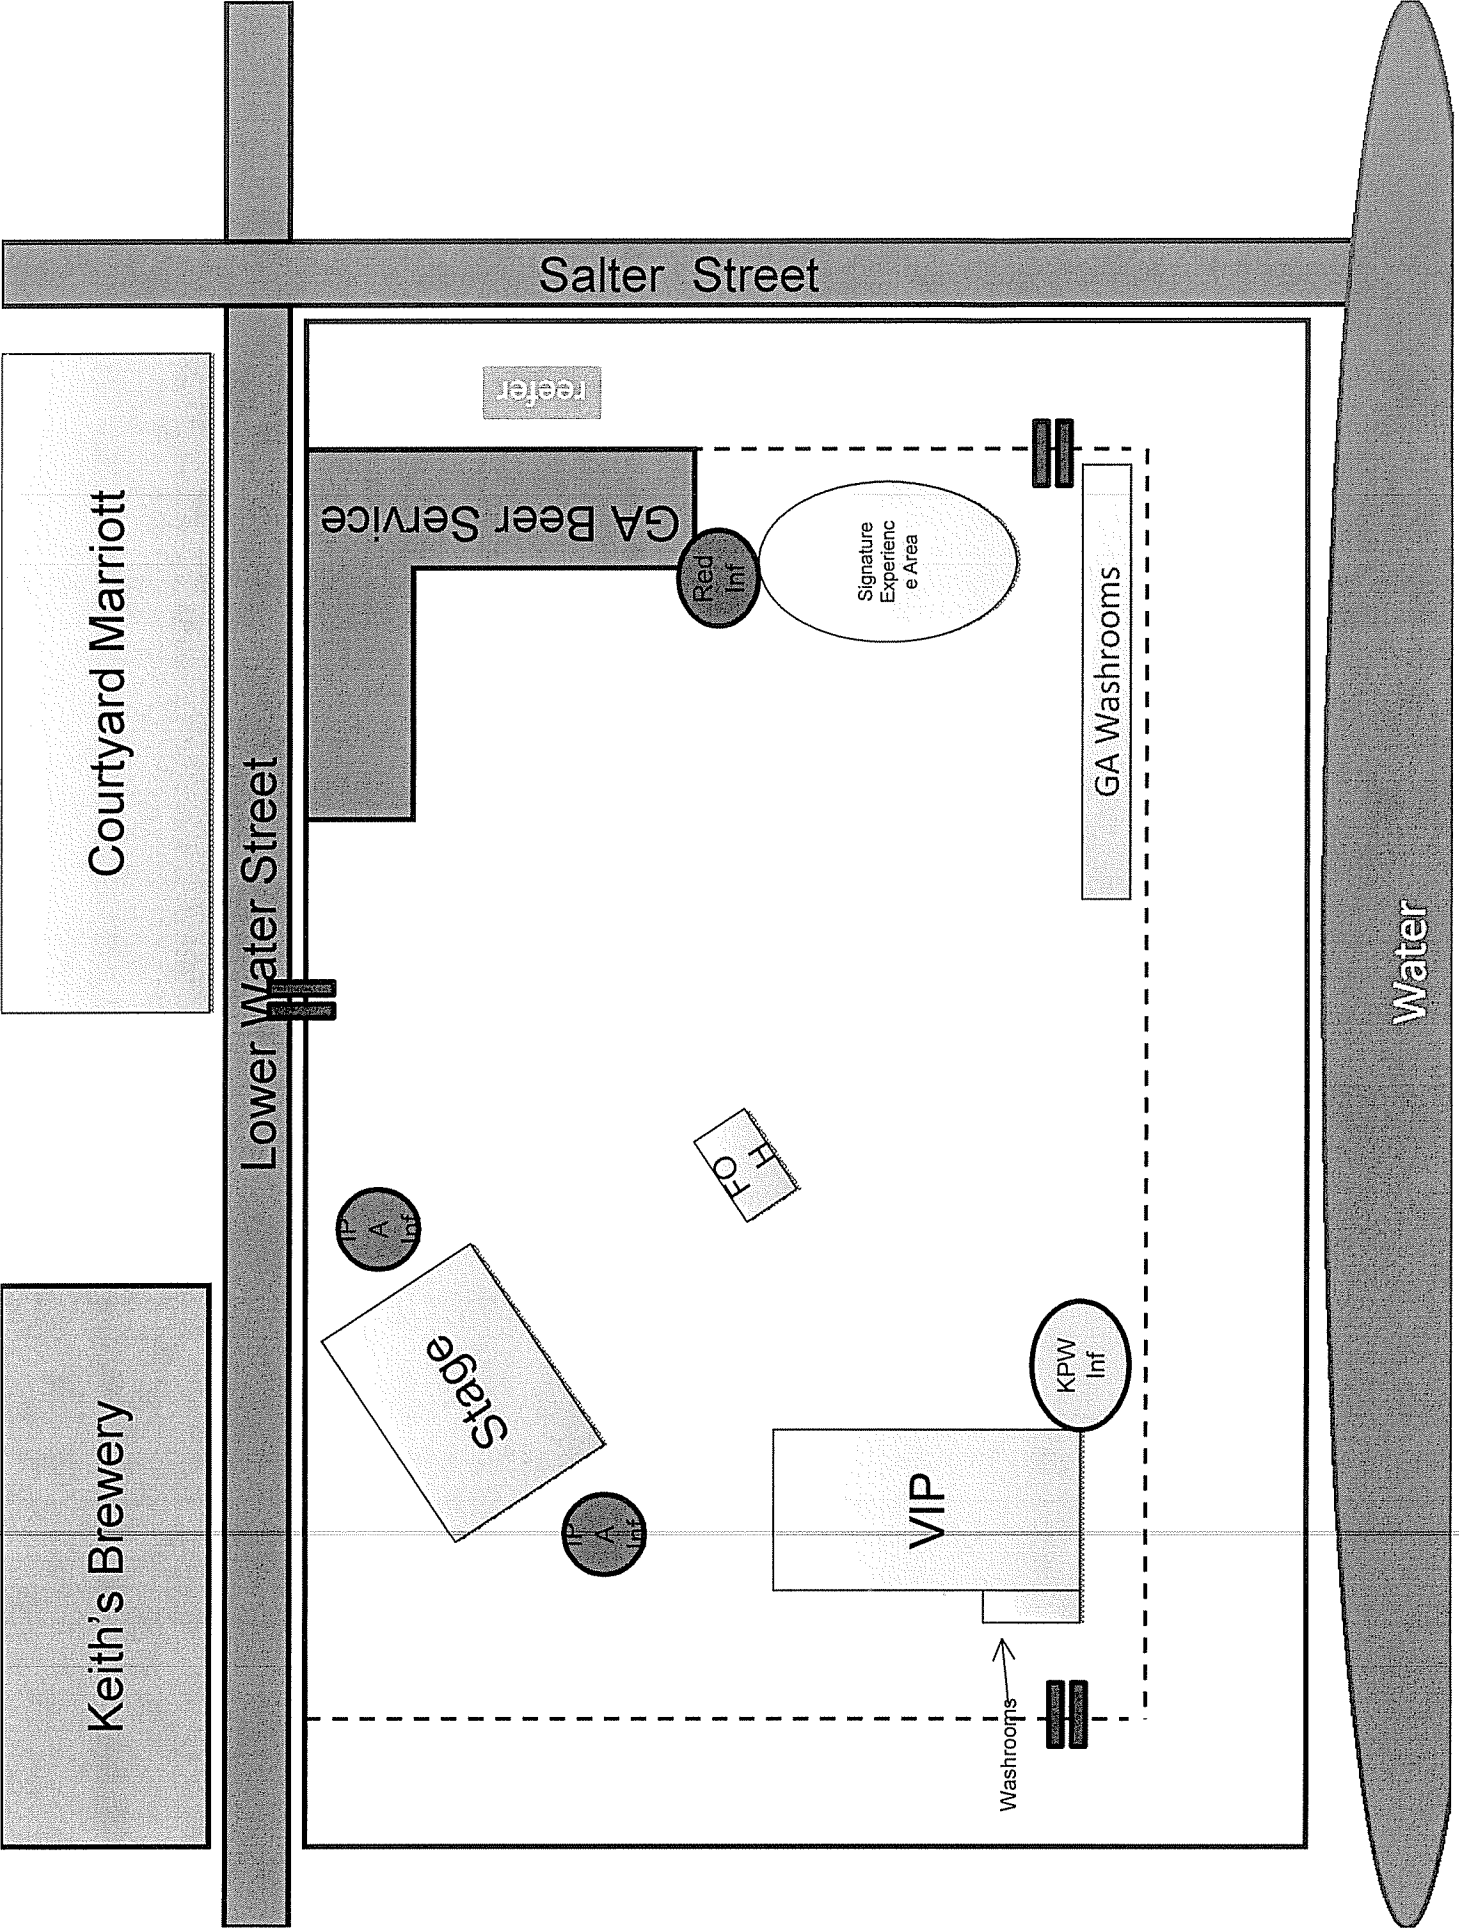 Salter Street
reefer
Courtyard Marriott
GA Beer Service
Red
Inf
Signature
Experienc
e Area
GA Washrooms
Lower Water Street
Water
FO
H
IP
A
Inf
Stage
KPW
Inf
IP
A
Inf
VIP
Keith's Brewery
Washrooms